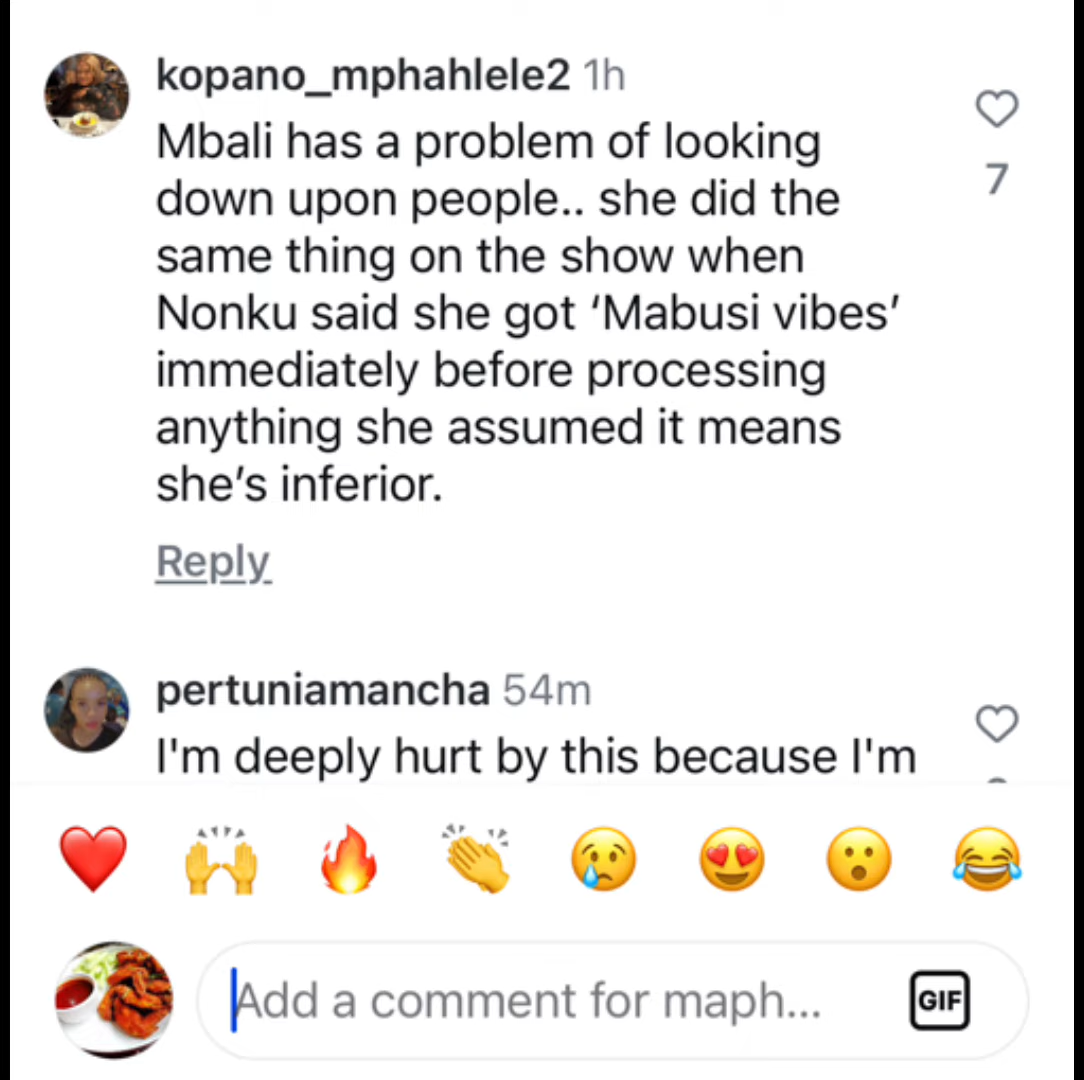 kopano_mphahlele2 1h
Mbali has a problem of looking
down upon people.. she did the
same thing on the show when
Nonku said she got ‘Mabusi vibes’
immediately before processing
anything she assumed it means
she’s inferior.
7
Reply
pertuniamancha 54m
I'm deeply hurt by this because I'm
Add a comment for maph...
GIF